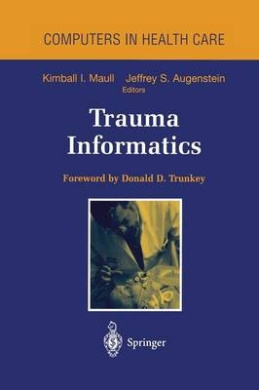 COMPUTERS IN HEALTH CARE
Kimball I. Maull Jeffrey S. Augenstein
Editors
Trauma
Informatics
Foreword by Donald D. Trunkey
Springer